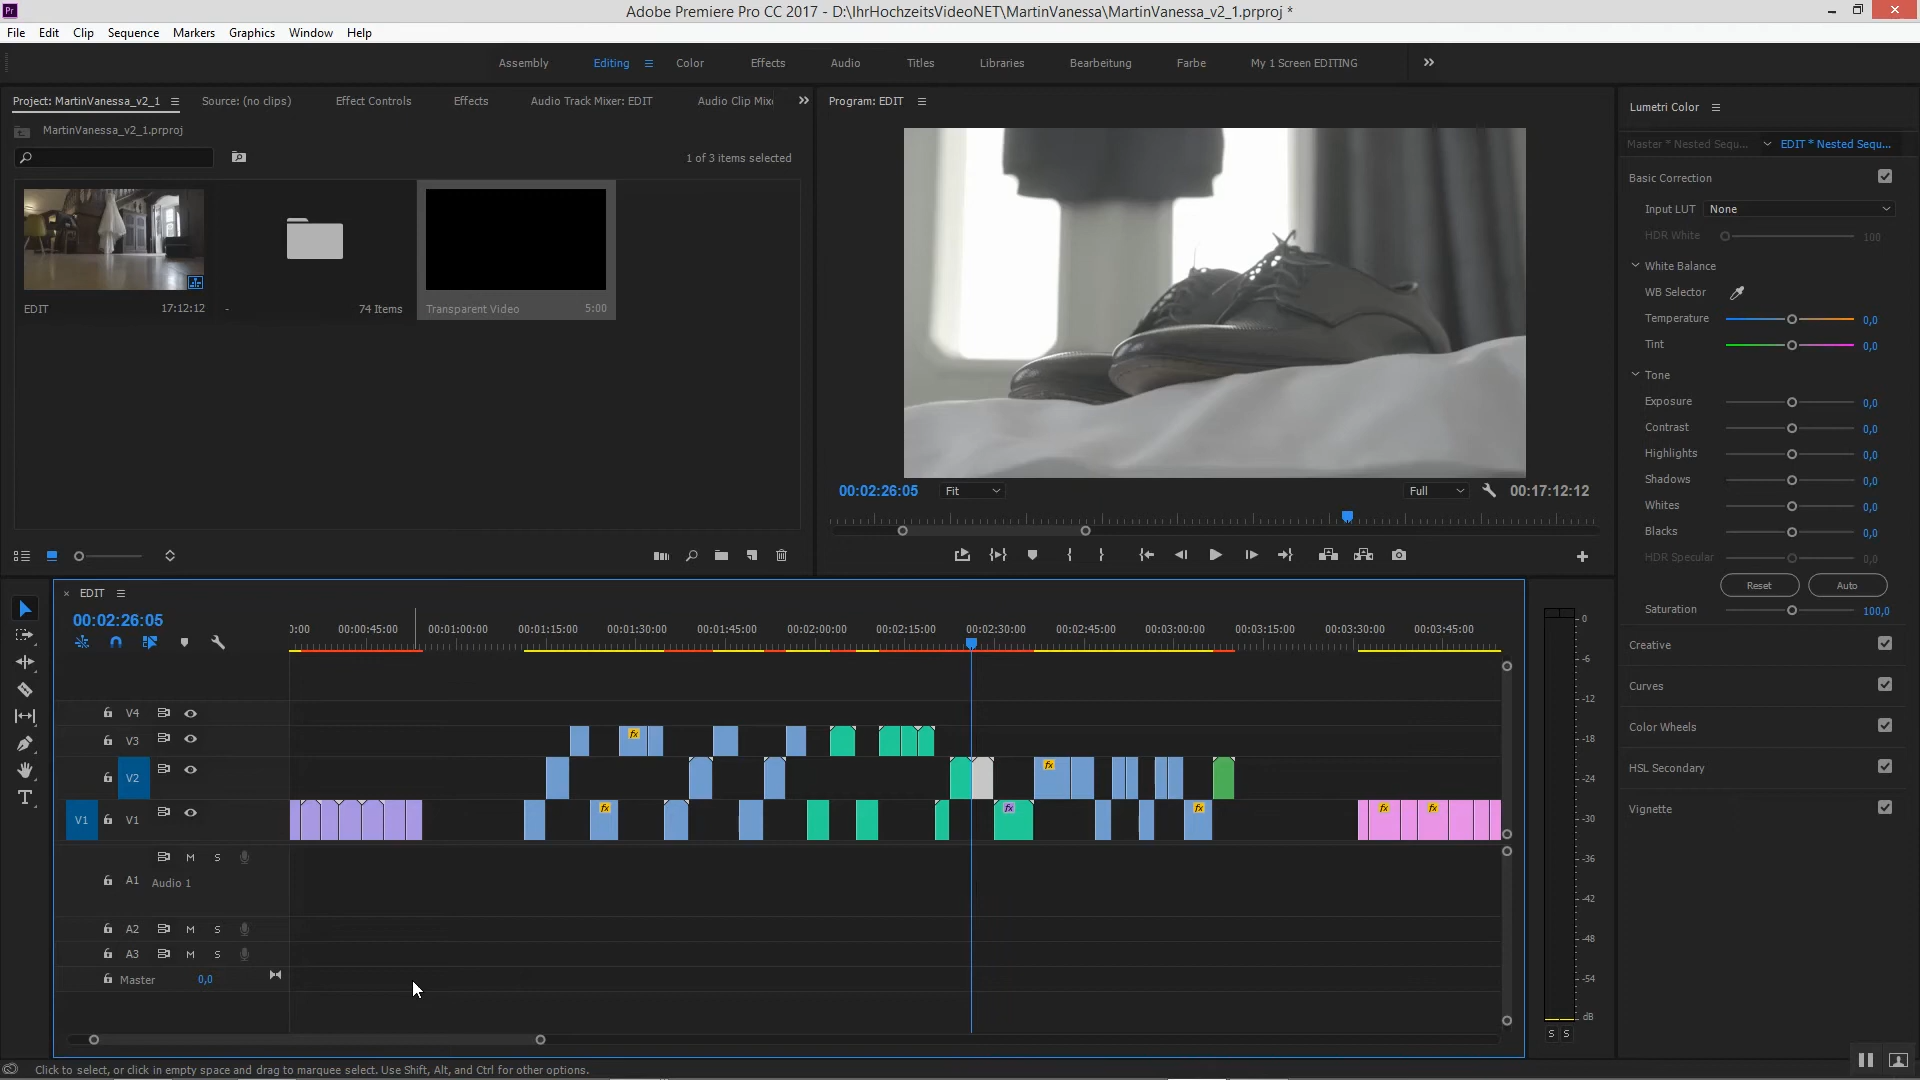 Pr
Adobe Premiere Pro CC 2017 - D:\IhrHochzeitsVideoNET\MartinVanessa\MartinVanessa_v2_1.prproj *
File Edit Clip Sequence Markers Graphics Window Help
Assembly Editing Color Effects Audio Titles Libraries Bearbeitung Farbe My 1 Screen EDITING
Project: MartinVanessa_v2_1 Source: (no clips) Effect Controls Effects Audio Track Mixer: EDIT Audio Clip Mixe
MartinVanessa_v2_1.prproj
1 of 3 items selected
EDIT 17:12:12
- 74 Items
Transparent Video 5:00
Program: EDIT
00:02:26:05 Fit Full 00:17:12:12
Lumetri Color
Master * Nested Sequ... EDIT * Nested Sequ...
Basic Correction
Input LUT None
HDR White 100
White Balance
WB Selector
Temperature 0,0
Tint 0,0
Tone
Exposure 0,0
Contrast 0,0
Highlights 0,0
Shadows 0,0
Whites 0,0
Blacks 0,0
HDR Specular 0,0
Reset Auto
Saturation 100,0
Creative
Curves
Color Wheels
HSL Secondary
Vignette
× EDIT
00:02:26:05
0:00 00:00:45:00 00:01:00:00 00:01:15:00 00:01:30:00 00:01:45:00 00:02:00:00 00:02:15:00 00:02:30:00 00:02:45:00 00:03:00:00 00:03:15:00 00:03:30:00 00:03:45:00
V4
V3 fx
V2 fx
V1 V1 fx fx fx fx fx
M S
A1 Audio 1
A2 M S
A3 M S
Master 0,0
0
-6
-12
-18
-24
-30
-36
-42
-48
-54
dB
S S
Click to select, or click in empty space and drag to marquee select. Use Shift, Alt, and Ctrl for other options.